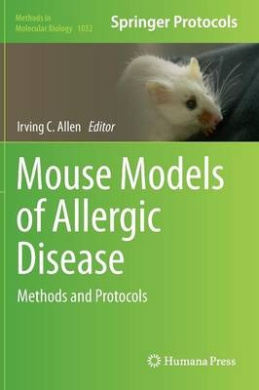 Methods in
Molecular Biology 1032
Springer Protocols
Irving C. Allen Editor
Mouse Models
of Allergic
Disease
Methods and Protocols
Humana Press